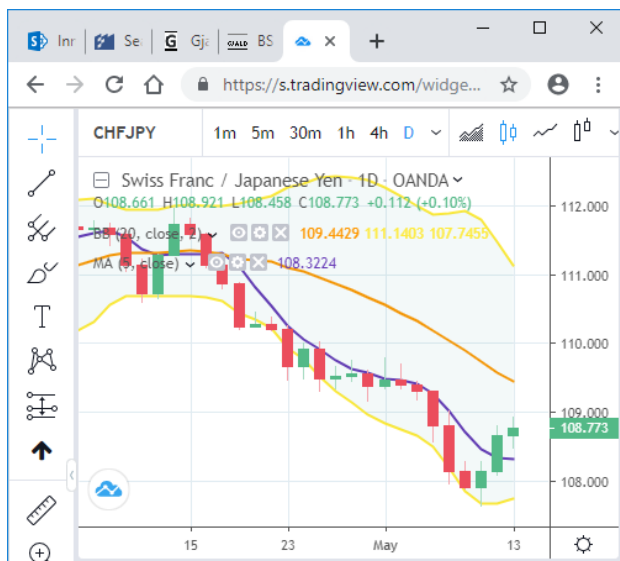 Inr Se Gj BS
https://s.tradingview.com/widge...
CHFJPY 1m 5m 30m 1h 4h D
Swiss Franc / Japanese Yen · 1D · OANDA
O108.661 H108.921 L108.458 C108.773 +0.112 (+0.10%)
BB (20, close, 2) 109.4429 111.1403 107.7455
MA (5, close) 108.3224
112.000
111.000
110.000
109.000
108.773
108.000
15 23 May 13